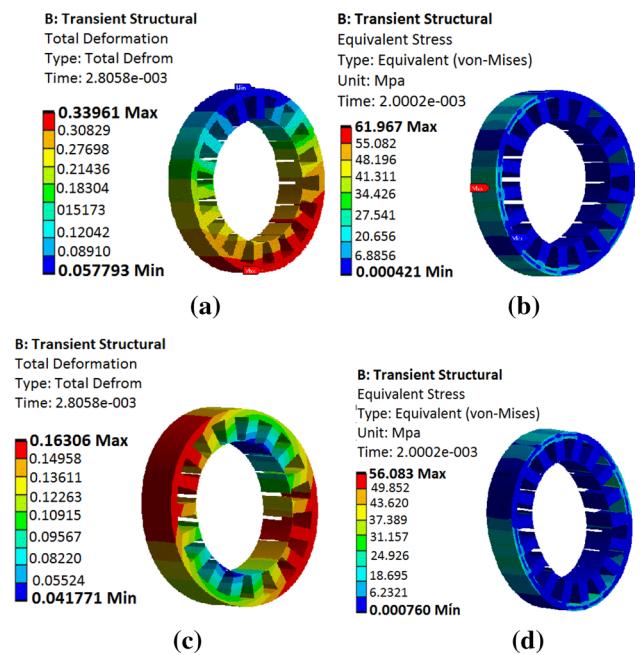 B: Transient Structural
Total Deformation
Type: Total Defrom
Time: 2.8058e-003
0.33961 Max
0.30829
0.27698
0.21436
0.18304
015173
0.12042
0.08910
0.057793 Min
Min
Max
(a)
B: Transient Structural
Equivalent Stress
Type: Equivalent (von-Mises)
Unit: Mpa
Time: 2.0002e-003
61.967 Max
55.082
48.196
41.311
34.426
27.541
20.656
6.8856
0.000421 Min
Max
Min
(b)
B: Transient Structural
Total Deformation
Type: Total Defrom
Time: 2.8058e-003
0.16306 Max
0.14958
0.13611
0.12263
0.10915
0.09567
0.08220
0.05524
0.041771 Min
(c)
B: Transient Structural
Equivalent Stress
Type: Equivalent (von-Mises)
Unit: Mpa
Time: 2.0002e-003
56.083 Max
49.852
43.620
37.389
31.157
24.926
18.695
6.2321
0.000760 Min
(d)